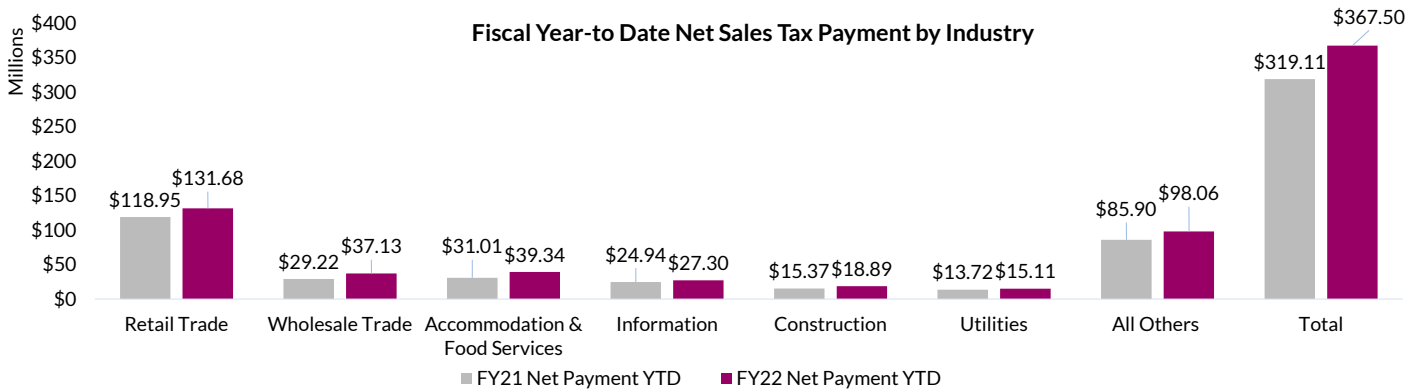 Fiscal Year-to Date Net Sales Tax Payment by Industry
Millions
$400
$350
$300
$250
$200
$150
$100
$50
$0
$118.95
$131.68
$29.22
$37.13
$31.01
$39.34
$24.94
$27.30
$15.37
$18.89
$13.72
$15.11
$85.90
$98.06
$319.11
$367.50
Retail Trade
Wholesale Trade
Accommodation &
Food Services
Information
Construction
Utilities
All Others
Total
FY21 Net Payment YTD
FY22 Net Payment YTD